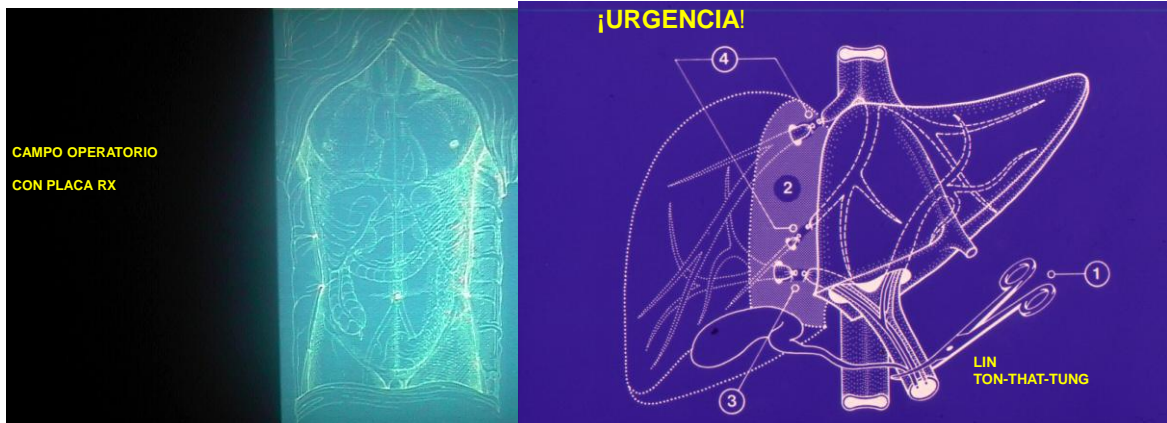 CAMPO OPERATORIO
CON PLACA RX
¡URGENCIA!
4
2
1
3
LIN
TON-THAT-TUNG